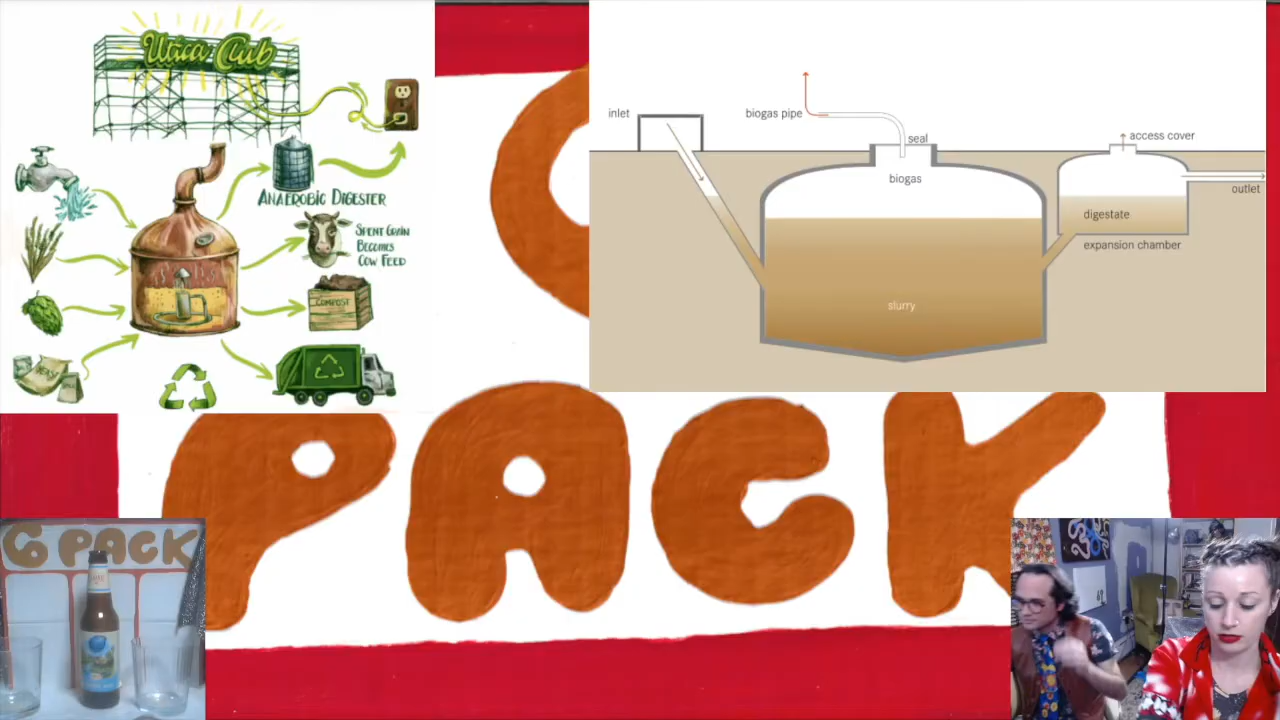 Utica Club
ANAEROBIC DIGESTER
SPENT GRAIN
BECOMES
COW FEED
COMPOST
inlet
biogas pipe
seal
access cover
biogas
outlet
digestate
expansion chamber
slurry
PACK
6 PACK